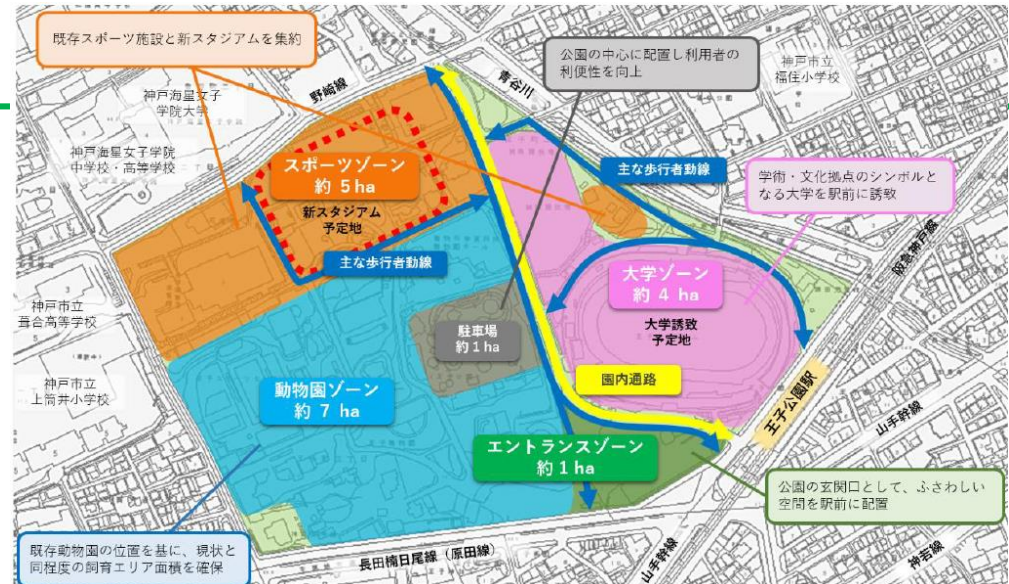 既存スポーツ施設と新スタジアムを集約
公園の中心に配置し利用者の
利便性を向上
神戸市立
福住小学校
野崎線
青谷川
神戸海星女子
学院大学
神戸海星女子学院
中学校・高等学校
スポーツゾーン
約 5 ha
新スタジアム
予定地
主な歩行者動線
主な歩行者動線
学術・文化拠点のシンボルと
なる大学を駅前に誘致
阪急神戸線
大学ゾーン
約 4 ha
大学誘致
予定地
神戸市立
葺合高等学校
駐車場
約1ha
神戸市立
上筒井小学校
動物園ゾーン
約 7 ha
園内通路
王子公園駅
山手幹線
エントランスゾーン
約1ha
公園の玄関口として、ふさわしい
空間を駅前に配置
既存動物園の位置を基に、現状と
同程度の飼育エリア面積を確保
長田楠日尾線（原田線）
山手幹線
神若線